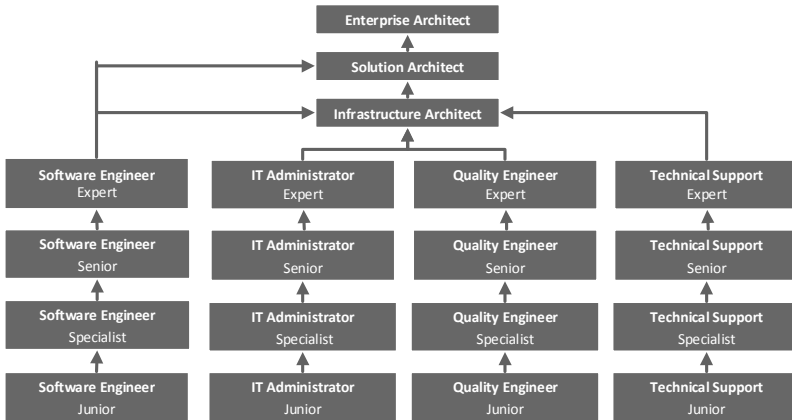 Enterprise Architect
Solution Architect
Infrastructure Architect
Software Engineer
Expert
IT Administrator
Expert
Quality Engineer
Expert
Technical Support
Expert
Software Engineer
Senior
IT Administrator
Senior
Quality Engineer
Senior
Technical Support
Senior
Software Engineer
Specialist
IT Administrator
Specialist
Quality Engineer
Specialist
Technical Support
Specialist
Software Engineer
Junior
IT Administrator
Junior
Quality Engineer
Junior
Technical Support
Junior